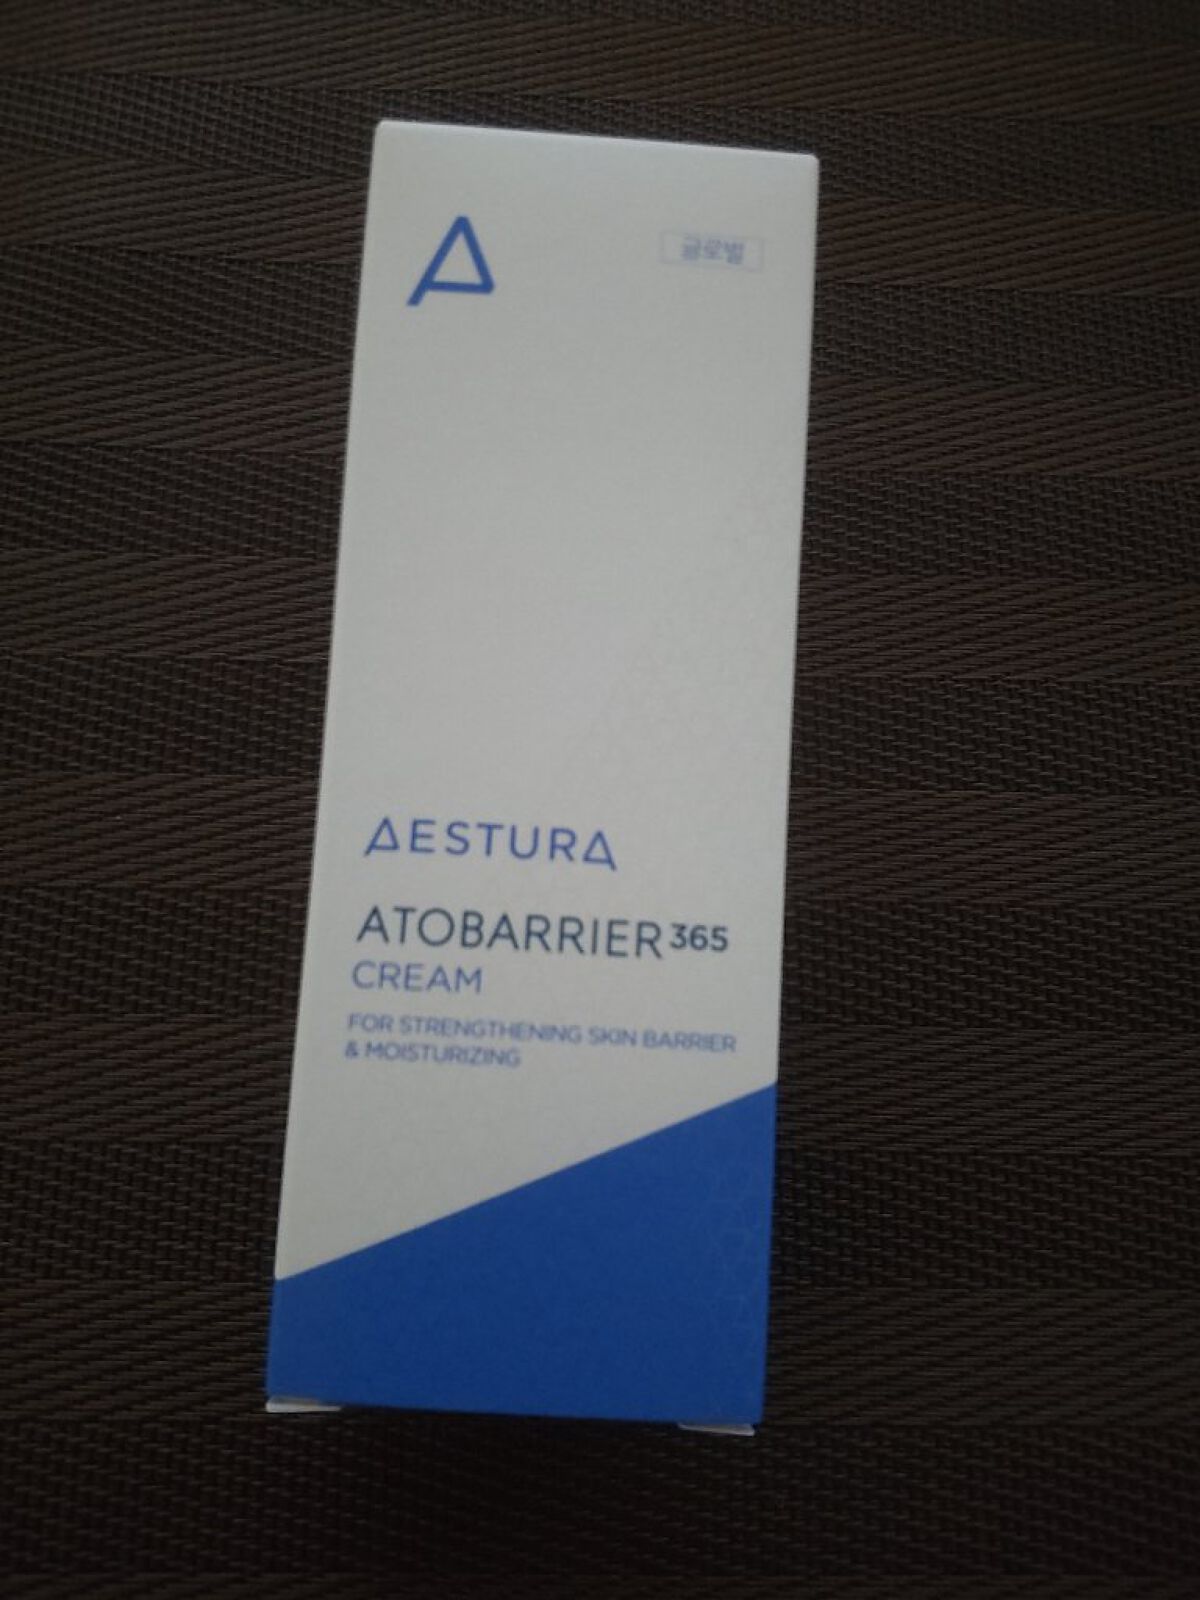 글로벌
AESTURA
ATOBARRIER 365
CREAM
FOR STRENGTHENING SKIN BARRIER
& MOISTURIZING